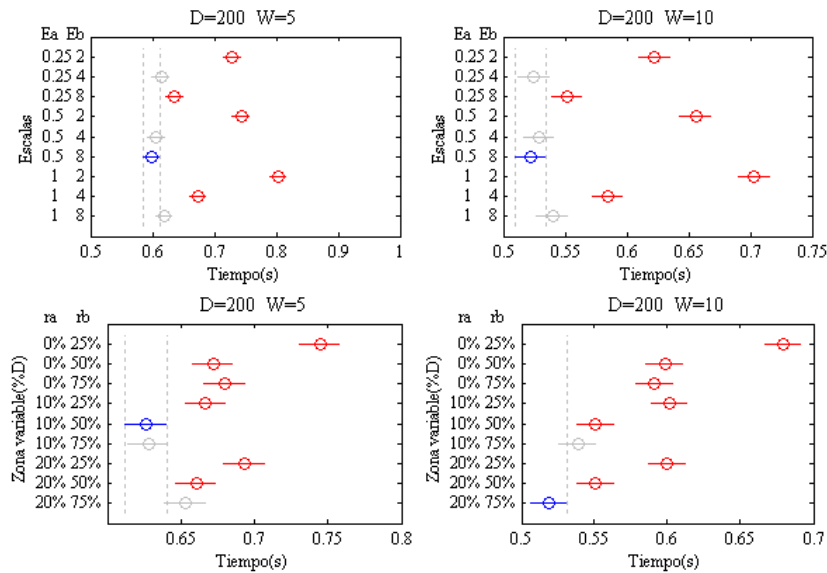 D=200 W=5
Ea Eb
0.25 2
0.25 4
0.25 8
0.5 2
0.5 4
0.5 8
1 2
1 4
1 8
Escalas
0.5 0.6 0.7 0.8 0.9 1
Tiempo(s)
D=200 W=10
Ea Eb
0.25 2
0.25 4
0.25 8
0.5 2
0.5 4
0.5 8
1 2
1 4
1 8
Escalas
0.5 0.55 0.6 0.65 0.7 0.75
Tiempo(s)
D=200 W=5
ra rb
0% 25%
0% 50%
0% 75%
10% 25%
10% 50%
10% 75%
20% 25%
20% 50%
20% 75%
Zona variable(%D)
0.65 0.7 0.75 0.8
Tiempo(s)
D=200 W=10
ra rb
0% 25%
0% 50%
0% 75%
10% 25%
10% 50%
10% 75%
20% 25%
20% 50%
20% 75%
Zona variable(%D)
0.5 0.55 0.6 0.65 0.7
Tiempo(s)